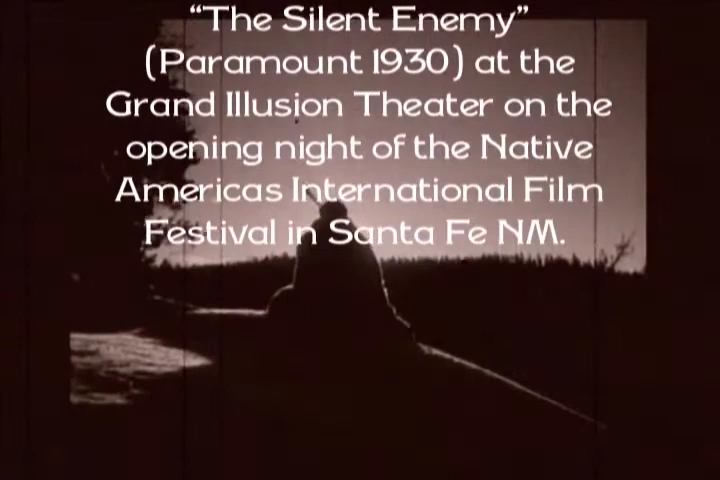 “The Silent Enemy”
(Paramount 1930) at the
Grand Illusion Theater on the
opening night of the Native
Americas International Film
Festival in Santa Fe NM.